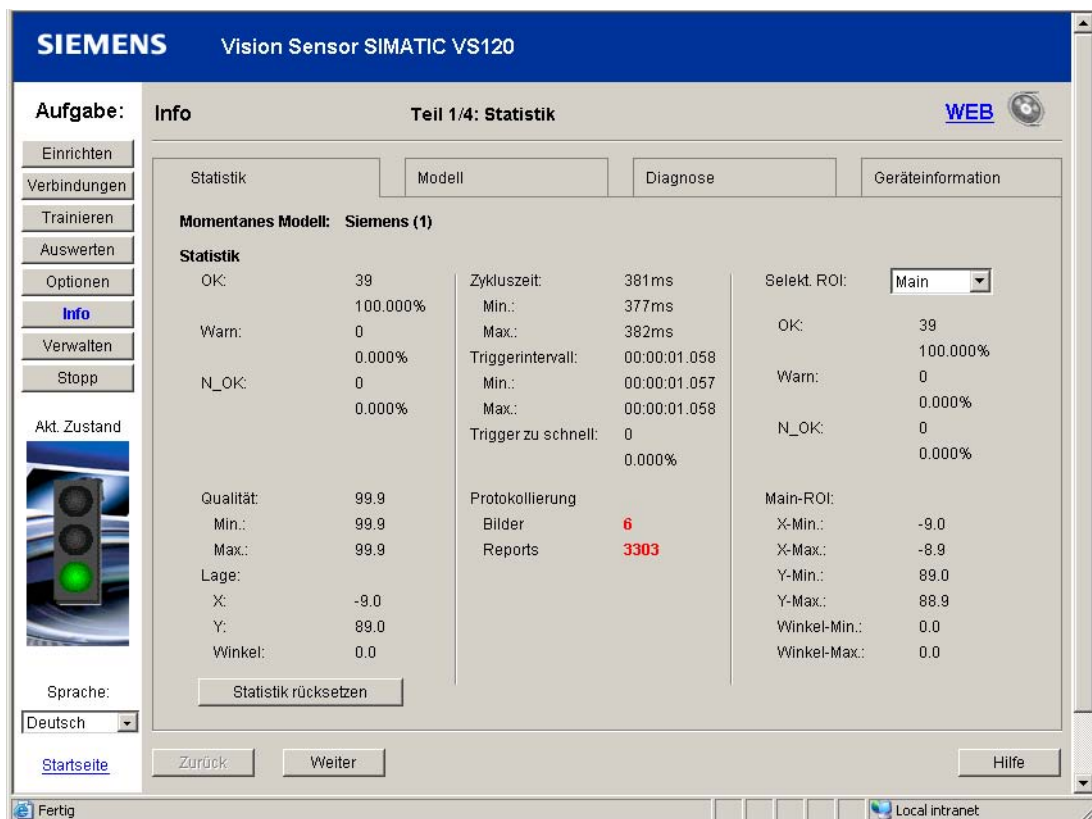 SIEMENS Vision Sensor SIMATIC VS120
Aufgabe:
Einrichten
Verbindungen
Trainieren
Auswerten
Optionen
Info
Verwalten
Stopp
Akt. Zustand
Sprache:
Deutsch
Startseite
Info Teil 1/4: Statistik WEB
Statistik Modell Diagnose Geräteinformation
Momentanes Modell: Siemens (1)
Statistik
OK: 39
100.000%
Warn: 0
0.000%
N_OK: 0
0.000%
Qualität: 99.9
Min.: 99.9
Max.: 99.9
Lage:
X: -9.0
Y: 89.0
Winkel: 0.0
Statistik rücksetzen
Zykluszeit: 381ms
Min.: 377ms
Max.: 382ms
Triggerintervall: 00:00:01.058
Min.: 00:00:01.057
Max.: 00:00:01.058
Trigger zu schnell: 0
0.000%
Protokollierung
Bilder 6
Reports 3303
Selekt. ROI: Main
OK: 39
100.000%
Warn: 0
0.000%
N_OK: 0
0.000%
Main-ROI:
X-Min.: -9.0
X-Max.: -8.9
Y-Min.: 89.0
Y-Max.: 88.9
Winkel-Min.: 0.0
Winkel-Max.: 0.0
Zurück Weiter Hilfe
Fertig Local intranet